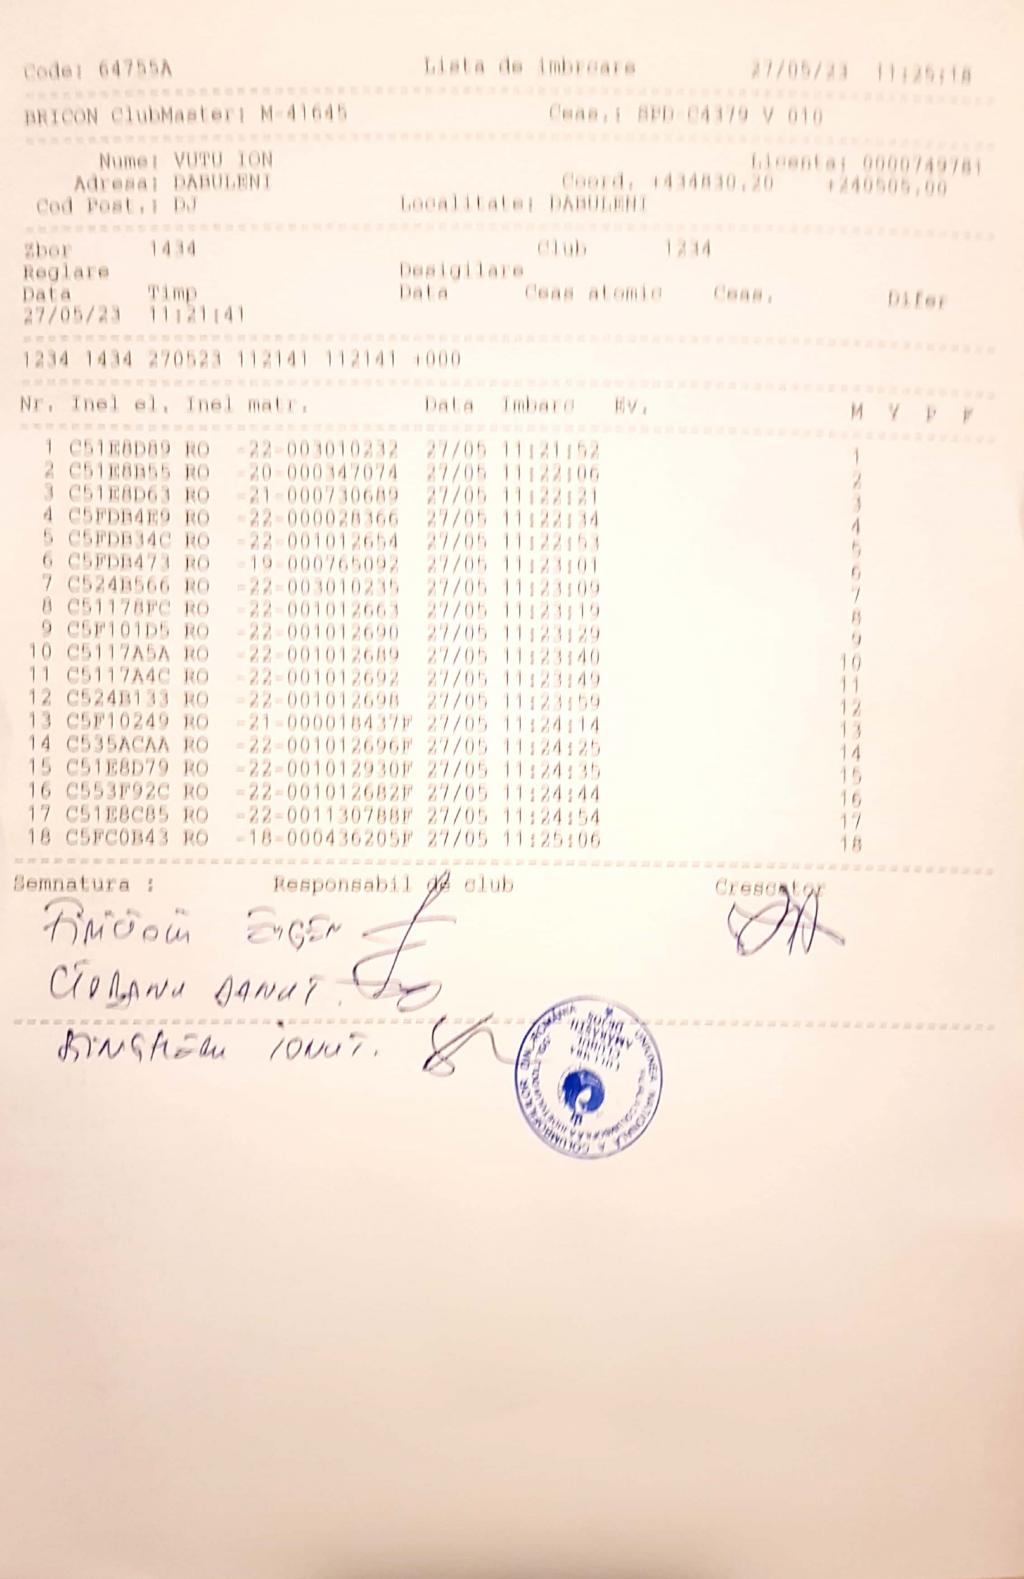 Code: 64755A Lista de imbrcare 27/05/23 11:25:18
BRICON ClubMaster: M-41645 Ceas.: SPD C4379 V 010
Nume: VUTU ION Licenta: 0000749781
Adresa: DABULENI Coord. +434830,20 +240505,00
Cod Post.: DJ Localitate: DABULENI
Zbor 1434 Club 1234
Reglare Desigilare
Data Timp Data Ceas atomic Ceas. Difer
27/05/23 11:21:41
1234 1434 270523 112141 112141 +000
Nr. Inel el. Inel matr. Data Imbarc Ev. M V P F
1 C51E8D89 RO -22-003010232 27/05 11:21:52 1
2 C51E8B55 RO -20-000347074 27/05 11:22:06 2
3 C51E8D63 RO -21-000730689 27/05 11:22:21 3
4 C5FDB4E9 RO -22-000028366 27/05 11:22:34 4
5 C5FDB34C RO -22-001012654 27/05 11:22:53 5
6 C5FDB473 RO -19-000765092 27/05 11:23:01 6
7 C524B566 RO -22-003010235 27/05 11:23:09 7
8 C51178FC RO -22-001012663 27/05 11:23:19 8
9 C5F101D5 RO -22-001012690 27/05 11:23:29 9
10 C5117A5A RO -22-001012689 27/05 11:23:40 10
11 C5117A4C RO -22-001012692 27/05 11:23:49 11
12 C524B133 RO -22-001012698 27/05 11:23:59 12
13 C5F10249 RO -21-000018437F 27/05 11:24:14 13
14 C535ACAA RO -22-001012696F 27/05 11:24:25 14
15 C51E8D79 RO -22-001012930F 27/05 11:24:35 15
16 C553F92C RO -22-001012682F 27/05 11:24:44 16
17 C51E8C85 RO -22-001130788F 27/05 11:24:54 17
18 C5FC0B43 RO -18-000436205F 27/05 11:25:06 18
Semnatura : Responsabil de club Crescator
CIOBANU DANUT.
IONUT.
UNIUNEA NATIONALĂ A COLUMBOFILILOR DIN ROMÂNIA